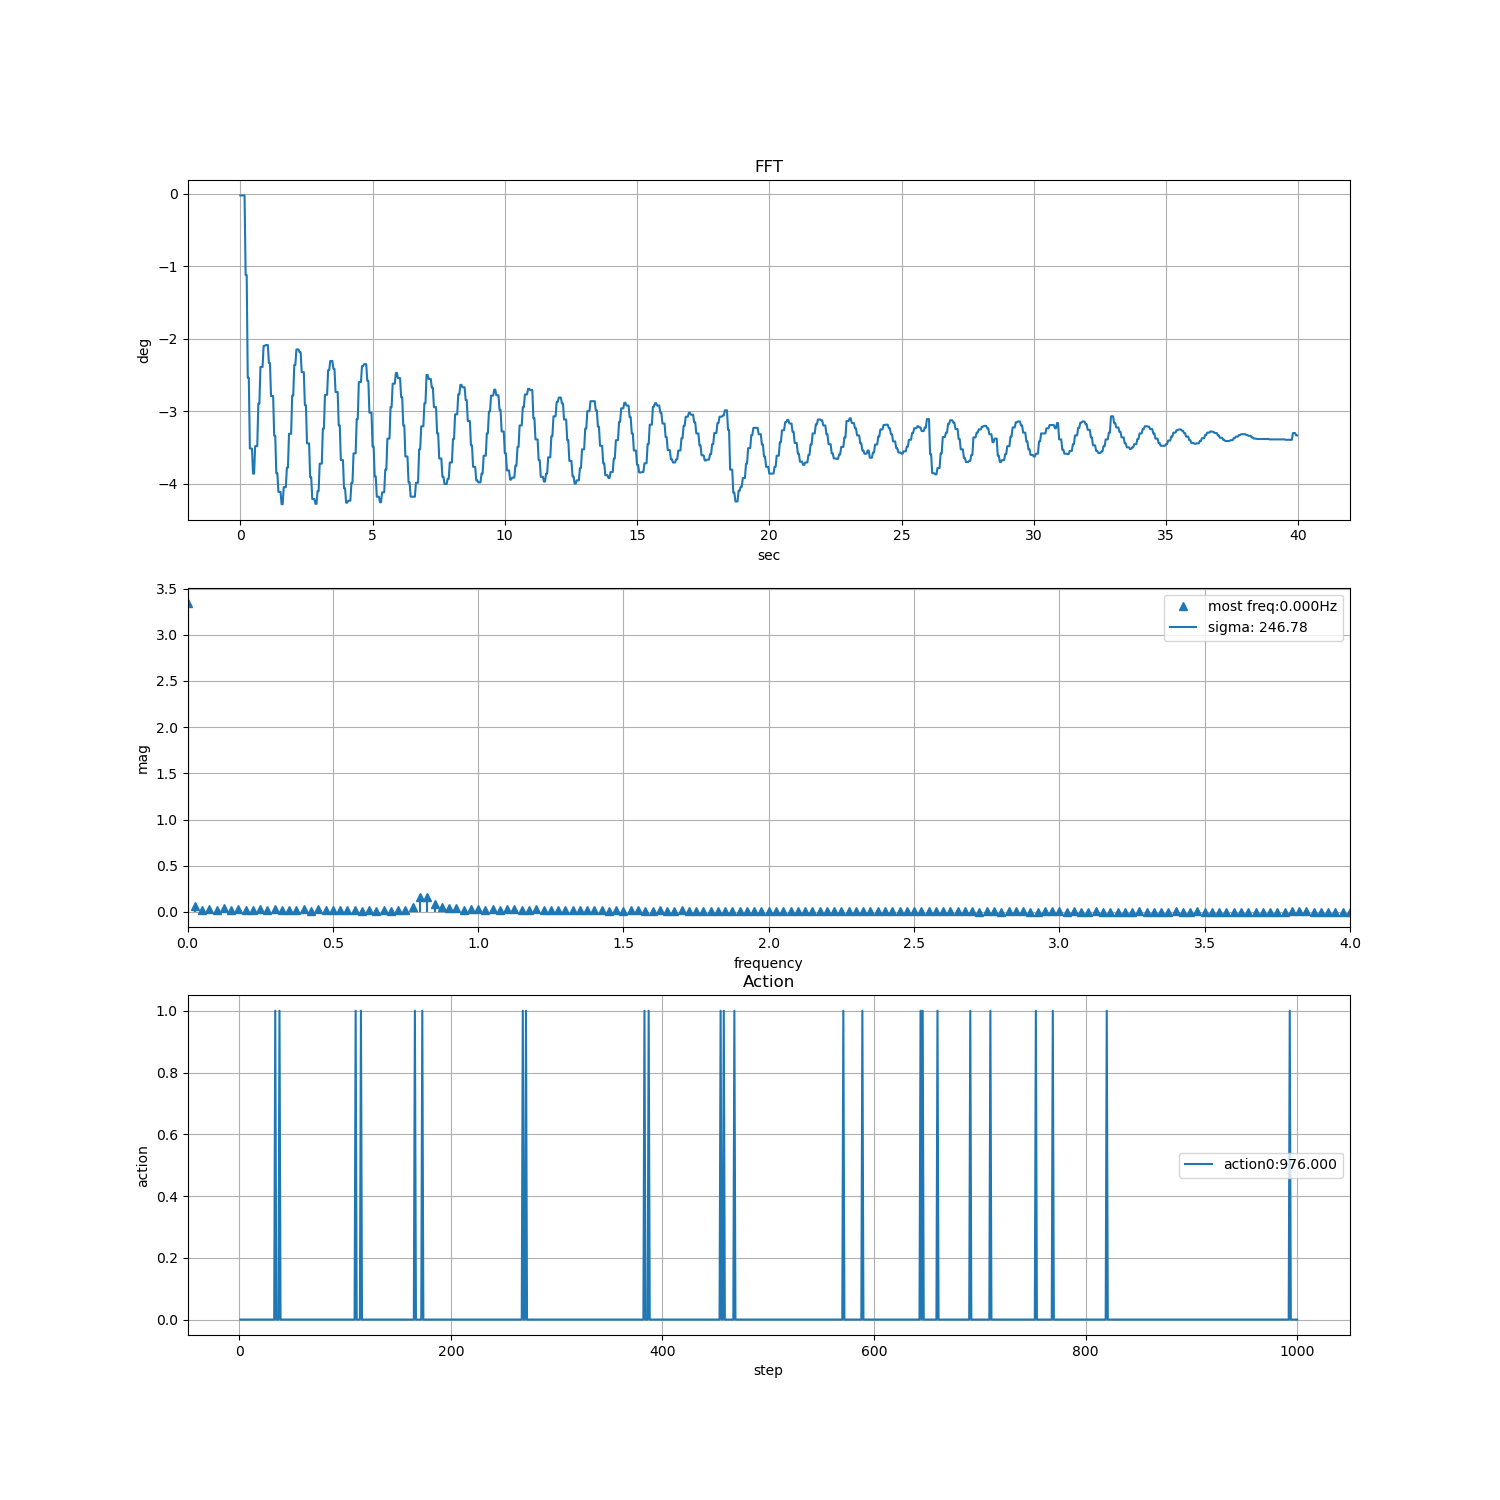 FFT
0
−1
−2
−3
−4
deg
0 5 10 15 20 25 30 35 40
sec
3.5
3.0
2.5
2.0
1.5
1.0
0.5
0.0
mag
most freq:0.000Hz
sigma: 246.78
0.0 0.5 1.0 1.5 2.0 2.5 3.0 3.5 4.0
frequency
Action
1.0
0.8
0.6
0.4
0.2
0.0
action
action0:976.000
0 200 400 600 800 1000
step